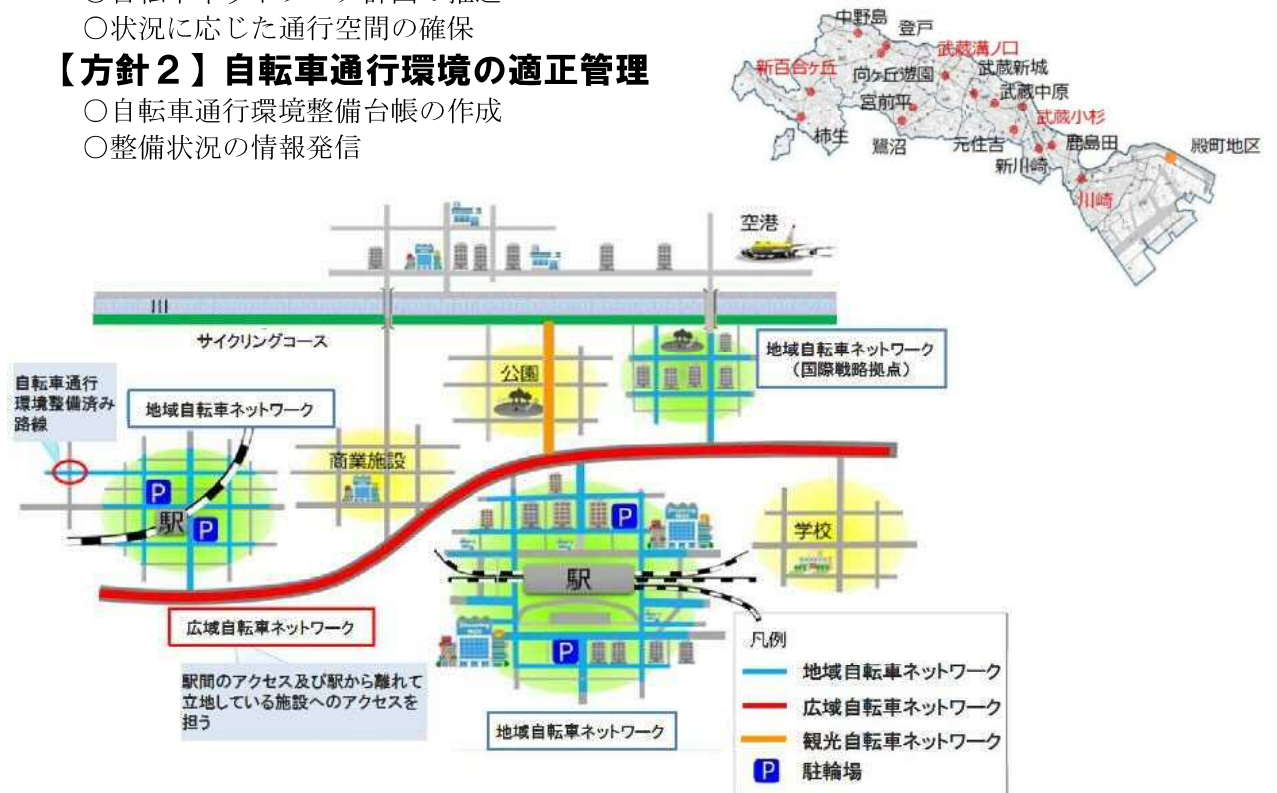 ○状況に応じた通行空間の確保
【方針２】自転車通行環境の適正管理
○自転車通行環境整備台帳の作成
○整備状況の情報発信
中野島
登戸
武蔵溝ノ口
新百合ヶ丘
向ヶ丘遊園
武蔵新城
宮前平
武蔵中原
武蔵小杉
柿生
鷺沼
元住吉
鹿島田
殿町地区
新川崎
川崎
空港
サイクリングコース
地域自転車ネットワーク
（国際戦略拠点）
公園
自転車通行
環境整備済み
路線
地域自転車ネットワーク
商業施設
P
駅
P
P
学校
駅
広域自転車ネットワーク
P
駅間のアクセス及び駅から離れて
立地している施設へのアクセスを
担う
地域自転車ネットワーク
凡例
地域自転車ネットワーク
広域自転車ネットワーク
観光自転車ネットワーク
P 駐輪場